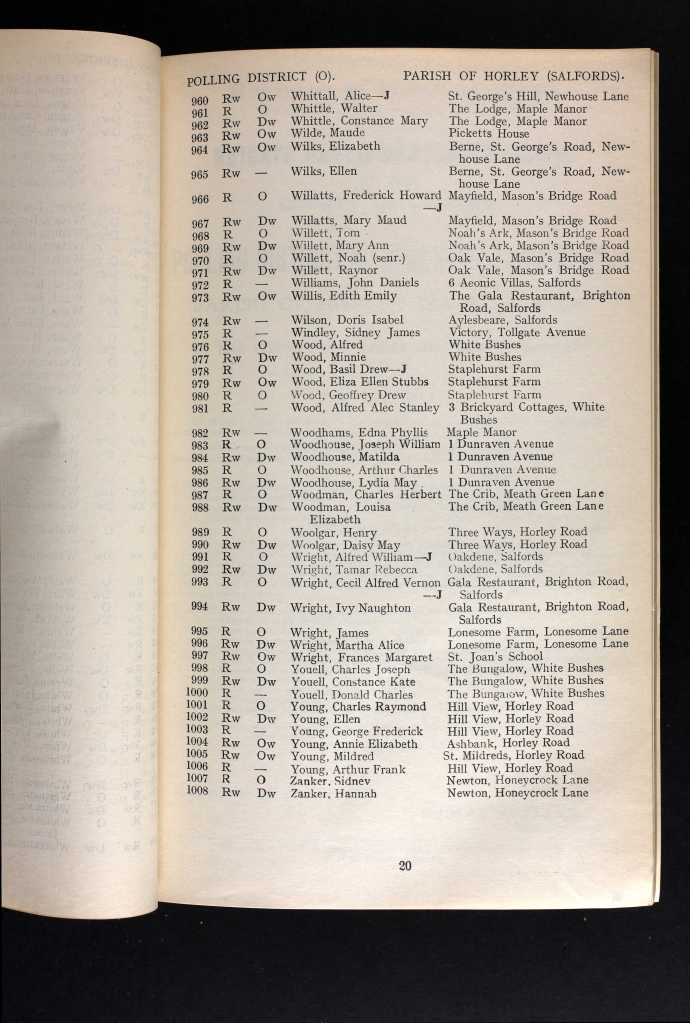 POLLING DISTRICT (O). PARISH OF HORLEY (SALFORDS).
960 Rw Ow Whittall, Alice—J St. George's Hill, Newhouse Lane
961 R O Whittle, Walter The Lodge, Maple Manor
962 Rw Dw Whittle, Constance Mary The Lodge, Maple Manor
963 Rw Ow Wilde, Maude Picketts House
964 Rw Ow Wilks, Elizabeth Berne, St. George's Road, New-
house Lane
965 Rw — Wilks, Ellen Berne, St. George's Road, New-
house Lane
966 R O Willatts, Frederick Howard Mayfield, Mason's Bridge Road
—J
967 Rw Dw Willatts, Mary Maud Mayfield, Mason's Bridge Road
968 R O Willett, Tom Noah's Ark, Mason's Bridge Road
969 Rw Dw Willett, Mary Ann Noah's Ark, Mason's Bridge Road
970 R O Willett, Noah (senr.) Oak Vale, Mason's Bridge Road
971 Rw Dw Willett, Raynor Oak Vale, Mason's Bridge Road
972 R — Williams, John Daniels 6 Aeonic Villas, Salfords
973 Rw Ow Willis, Edith Emily The Gala Restaurant, Brighton
Road, Salfords
974 Rw — Wilson, Doris Isabel Aylesbeare, Salfords
975 R — Windley, Sidney James Victory, Tollgate Avenue
976 R O Wood, Alfred White Bushes
977 Rw Dw Wood, Minnie White Bushes
978 R O Wood, Basil Drew—J Staplehurst Farm
979 Rw Ow Wood, Eliza Ellen Stubbs Staplehurst Farm
980 R O Wood, Geoffrey Drew Staplehurst Farm
981 R — Wood, Alfred Alec Stanley 3 Brickyard Cottages, White
Bushes
982 Rw — Woodhams, Edna Phyllis Maple Manor
983 R O Woodhouse, Joseph William 1 Dunraven Avenue
984 Rw Dw Woodhouse, Matilda 1 Dunraven Avenue
985 R O Woodhouse, Arthur Charles 1 Dunraven Avenue
986 Rw Dw Woodhouse, Lydia May 1 Dunraven Avenue
987 R O Woodman, Charles Herbert The Crib, Meath Green Lane
988 Rw Dw Woodman, Louisa The Crib, Meath Green Lane
Elizabeth
989 R O Woolgar, Henry Three Ways, Horley Road
990 Rw Dw Woolgar, Daisy May Three Ways, Horley Road
991 R O Wright, Alfred William—J Oakdene, Salfords
992 Rw Dw Wright, Tamar Rebecca Oakdene, Salfords
993 R O Wright, Cecil Alfred Vernon Gala Restaurant, Brighton Road,
—J Salfords
994 Rw Dw Wright, Ivy Naughton Gala Restaurant, Brighton Road,
Salfords
995 R O Wright, James Lonesome Farm, Lonesome Lane
996 Rw Dw Wright, Martha Alice Lonesome Farm, Lonesome Lane
997 Rw Ow Wright, Frances Margaret St. Joan's School
998 R O Youell, Charles Joseph The Bungalow, White Bushes
999 Rw Dw Youell, Constance Kate The Bungalow, White Bushes
1000 R — Youell, Donald Charles The Bungalow, White Bushes
1001 R O Young, Charles Raymond Hill View, Horley Road
1002 Rw Dw Young, Ellen Hill View, Horley Road
1003 R — Young, George Frederick Hill View, Horley Road
1004 Rw Ow Young, Annie Elizabeth Ashbank, Horley Road
1005 Rw Ow Young, Mildred St. Mildreds, Horley Road
1006 R — Young, Arthur Frank Hill View, Horley Road
1007 R O Zanker, Sidney Newton, Honeycrock Lane
1008 Rw Dw Zanker, Hannah Newton, Honeycrock Lane
20